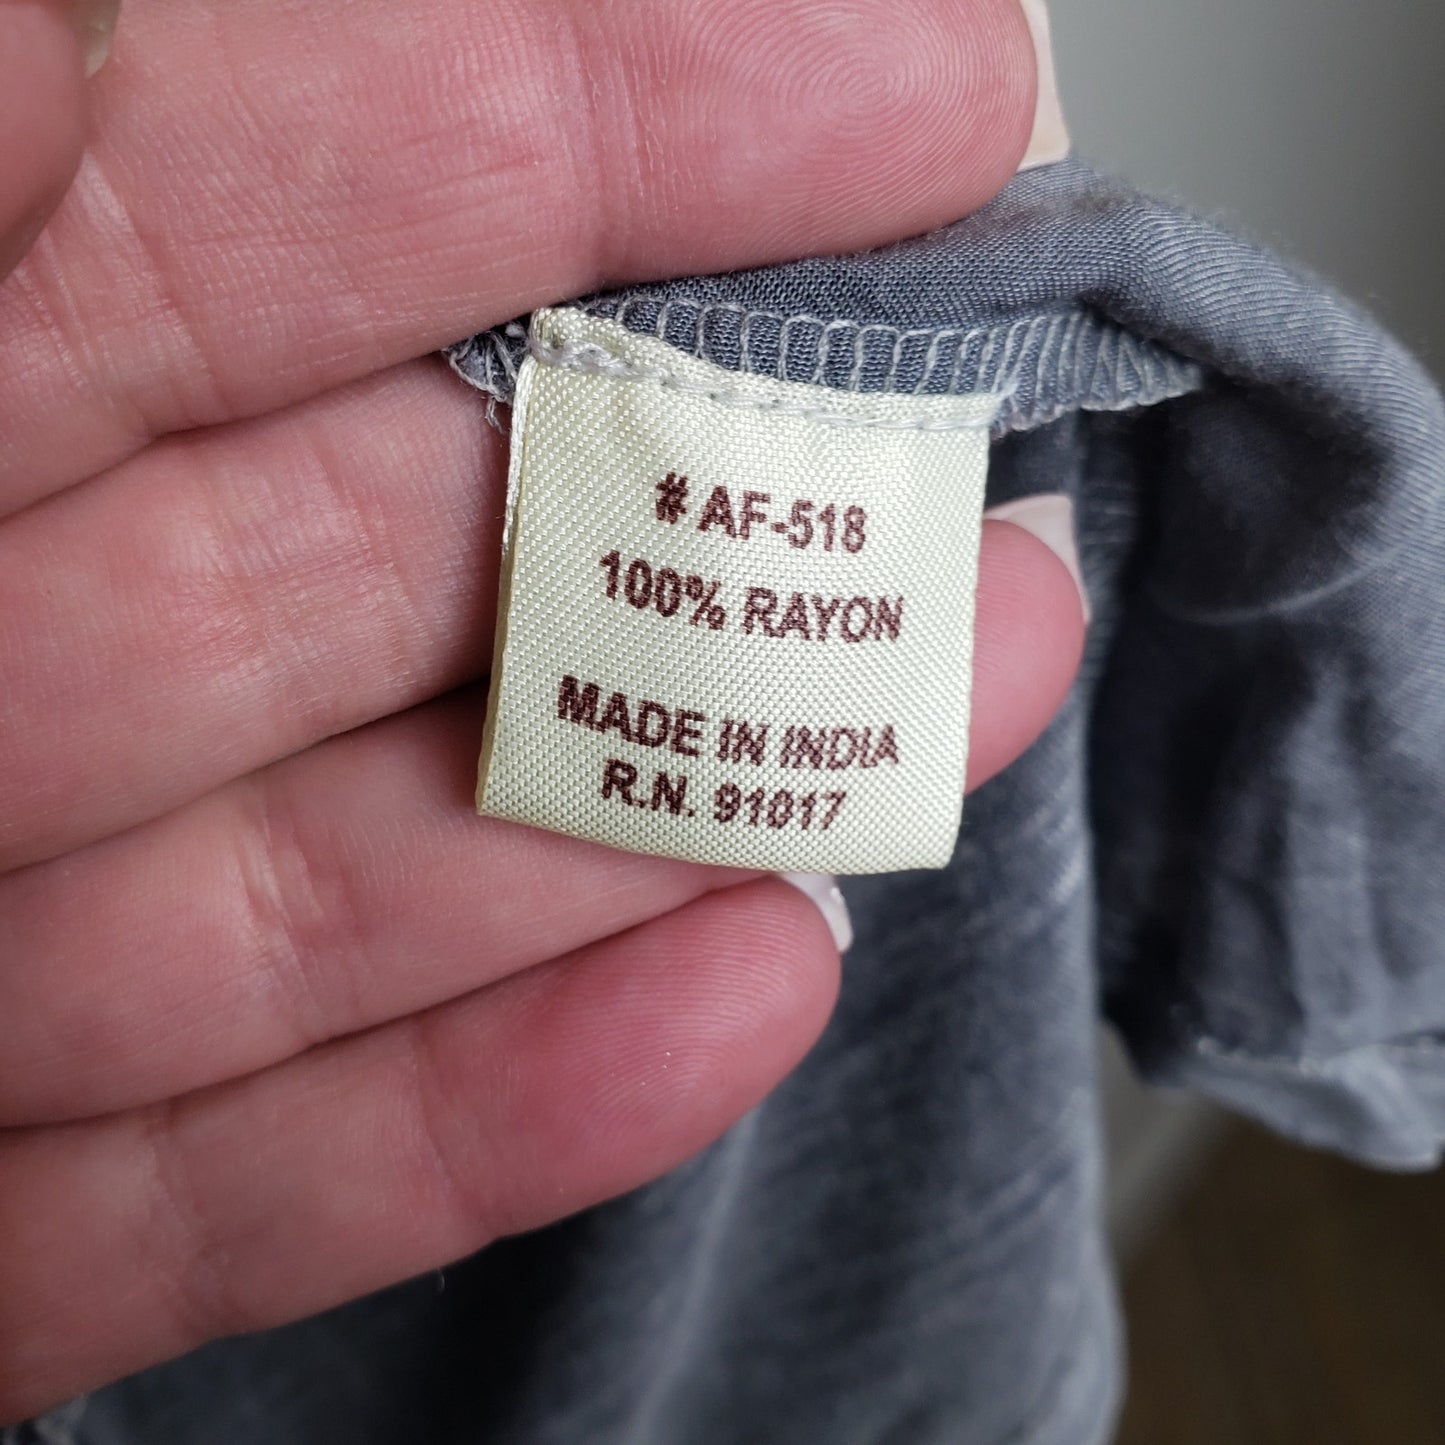 # AF-518
100% RAYON
MADE IN INDIA
R.N. 91017